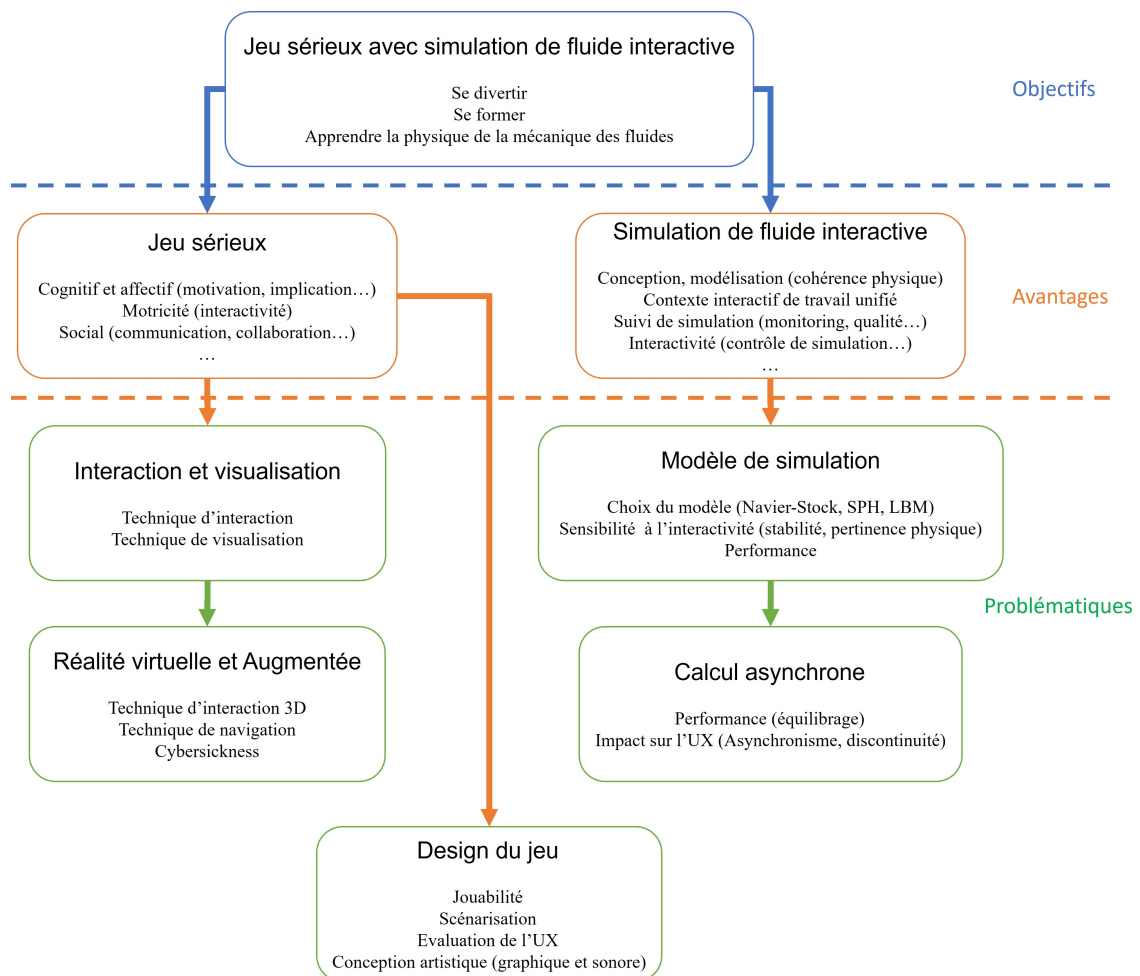 Jeu sérieux avec simulation de fluide interactive
Se divertir
Se former
Apprendre la physique de la mécanique des fluides
Objectifs
Jeu sérieux
Cognitif et affectif (motivation, implication…)
Motricité (interactivité)
Social (communication, collaboration…)
…
Simulation de fluide interactive
Conception, modélisation (cohérence physique)
Contexte interactif de travail unifié
Suivi de simulation (monitoring, qualité…)
Interactivité (contrôle de simulation…)
…
Avantages
Interaction et visualisation
Technique d’interaction
Technique de visualisation
Modèle de simulation
Choix du modèle (Navier-Stock, SPH, LBM)
Sensibilité  à l’interactivité (stabilité, pertinence physique)
Performance
Problématiques
Réalité virtuelle et Augmentée
Technique d’interaction 3D
Technique de navigation
Cybersickness
Calcul asynchrone
Performance (équilibrage)
Impact sur l’UX (Asynchronisme, discontinuité)
Design du jeu
Jouabilité
Scénarisation
Evaluation de l’UX
Conception artistique (graphique et sonore)